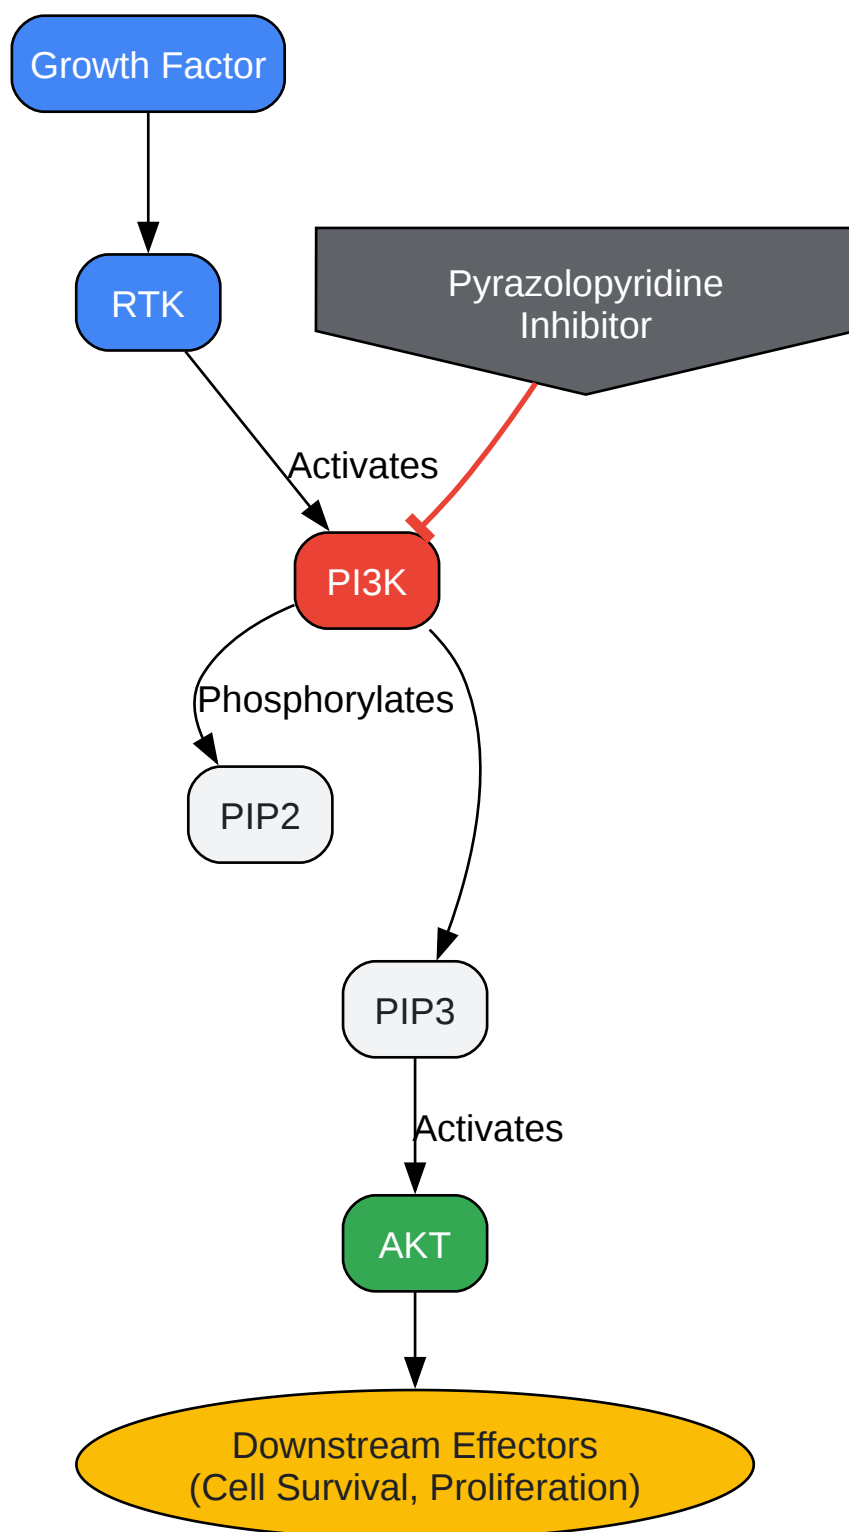 Growth Factor
RTK
Pyrazolopyridine
Inhibitor
Activates
PI3K
Phosphorylates
PIP2
PIP3
Activates
AKT
Downstream Effectors
(Cell Survival, Proliferation)